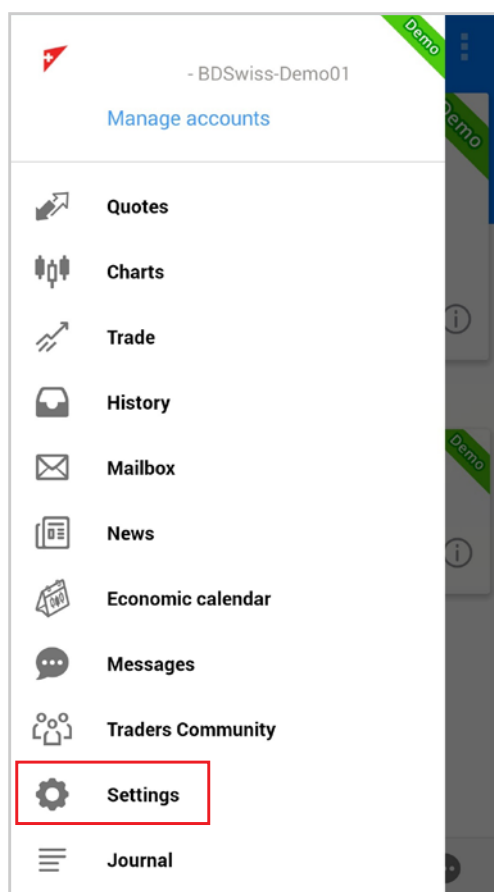 Demo
- BDSwiss-Demo01
Manage accounts
Demo
Quotes
Charts
Trade
History
Demo
Mailbox
News
Economic calendar
Messages
Traders Community
Settings
Journal